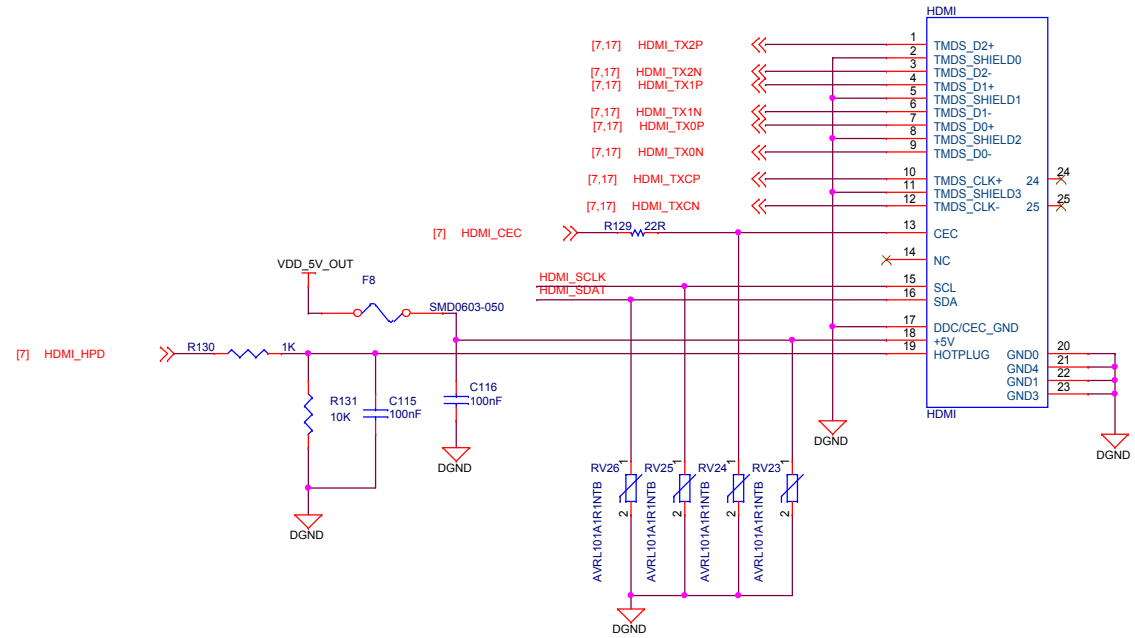 HDMI
[7,17] HDMI_TX2P 1 TMDS_D2+
2 TMDS_SHIELD0
[7,17] HDMI_TX2N 3 TMDS_D2-
[7,17] HDMI_TX1P 4 TMDS_D1+
5 TMDS_SHIELD1
[7,17] HDMI_TX1N 6 TMDS_D1-
[7,17] HDMI_TX0P 7 TMDS_D0+
8 TMDS_SHIELD2
[7,17] HDMI_TX0N 9 TMDS_D0-
[7,17] HDMI_TXCP 10 TMDS_CLK+ 24 24
11 TMDS_SHIELD3
[7,17] HDMI_TXCN 12 TMDS_CLK- 25 25
[7] HDMI_CEC R129 22R 13 CEC
14 NC
VDD_5V_OUT
HDMI_SCLK 15 SCL
HDMI_SDAT 16 SDA
F8
SMD0603-050
17 DDC/CEC_GND
18 +5V
[7] HDMI_HPD R130 1K 19 HOTPLUG GND0 20
GND4 21
GND1 22
GND3 23
HDMI
R131
10K
C115
100nF
C116
100nF
DGND
DGND
DGND
RV26 1
RV25 1
RV24 1
RV23 1
AVRL101A1R1NTB 2
AVRL101A1R1NTB 2
AVRL101A1R1NTB 2
AVRL101A1R1NTB 2
DGND
DGND